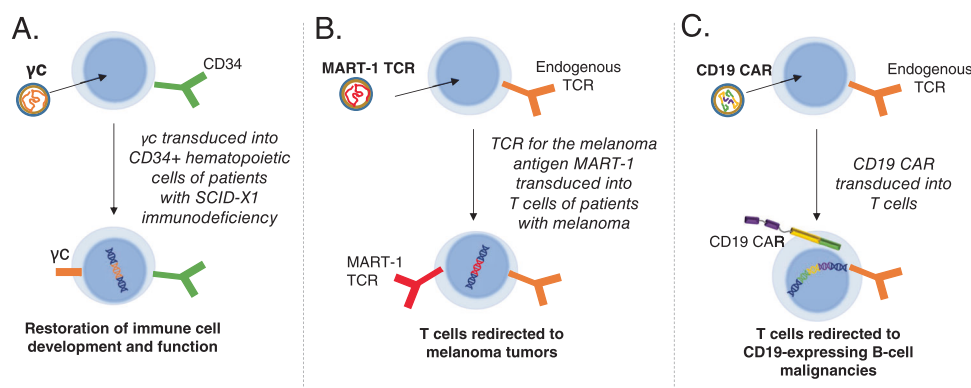 A.
γc
CD34
γc transduced into
CD34+ hematopoietic
cells of patients
with SCID-X1
immunodeficiency
γC
Restoration of immune cell
development and function
B.
MART-1 TCR
Endogenous
TCR
TCR for the melanoma
antigen MART-1
transduced into
T cells of patients
with melanoma
MART-1
TCR
T cells redirected to
melanoma tumors
C.
CD19 CAR
Endogenous
TCR
CD19 CAR
transduced into
T cells
CD19 CAR
T cells redirected to
CD19-expressing B-cell
malignancies